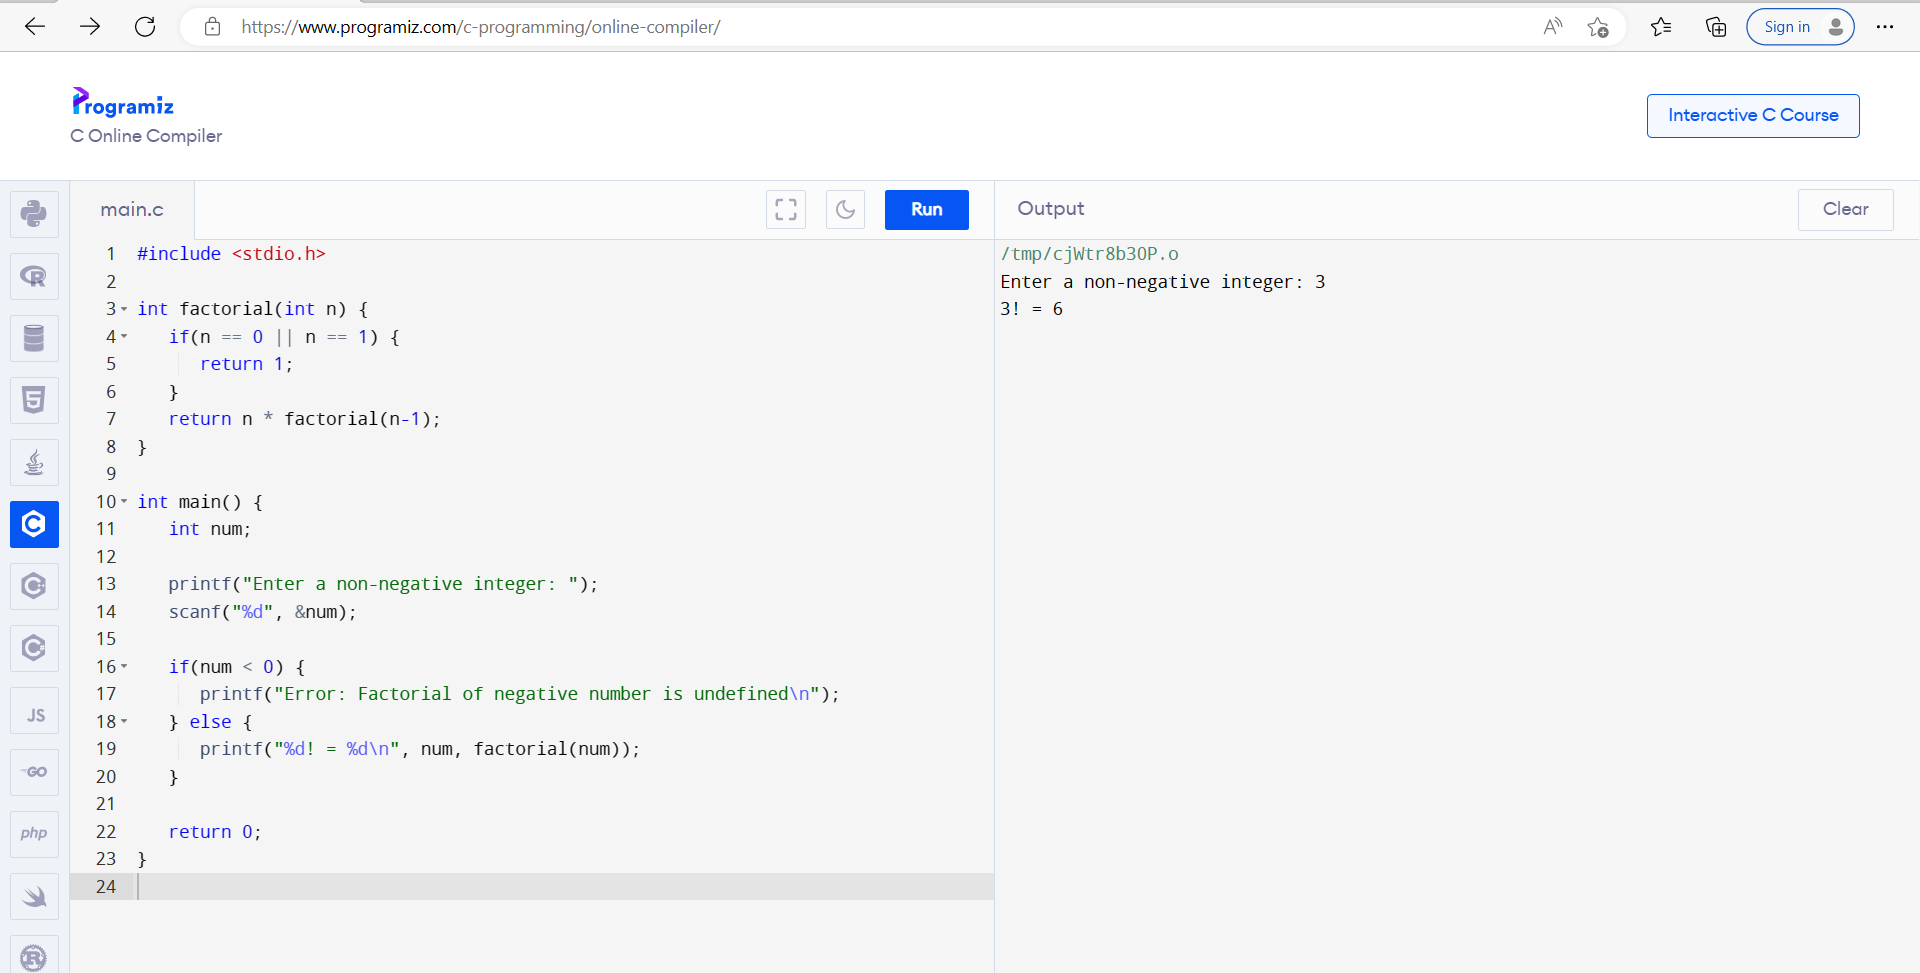 https://www.programiz.com/c-programming/online-compiler/
Sign in
Programiz
C Online Compiler
Interactive C Course
main.c
Run
Output
Clear
1 #include <stdio.h>
2
3 int factorial(int n) {
4    if(n == 0 || n == 1) {
5       return 1;
6    }
7    return n * factorial(n-1);
8 }
9
10 int main() {
11    int num;
12
13    printf("Enter a non-negative integer: ");
14    scanf("%d", &num);
15
16    if(num < 0) {
17       printf("Error: Factorial of negative number is undefined\n");
18    } else {
19       printf("%d! = %d\n", num, factorial(num));
20    }
21
22    return 0;
23 }
24
/tmp/cjWtr8b3OP.o
Enter a non-negative integer: 3
3! = 6
R
5
C
C
C
JS
GO
php
R